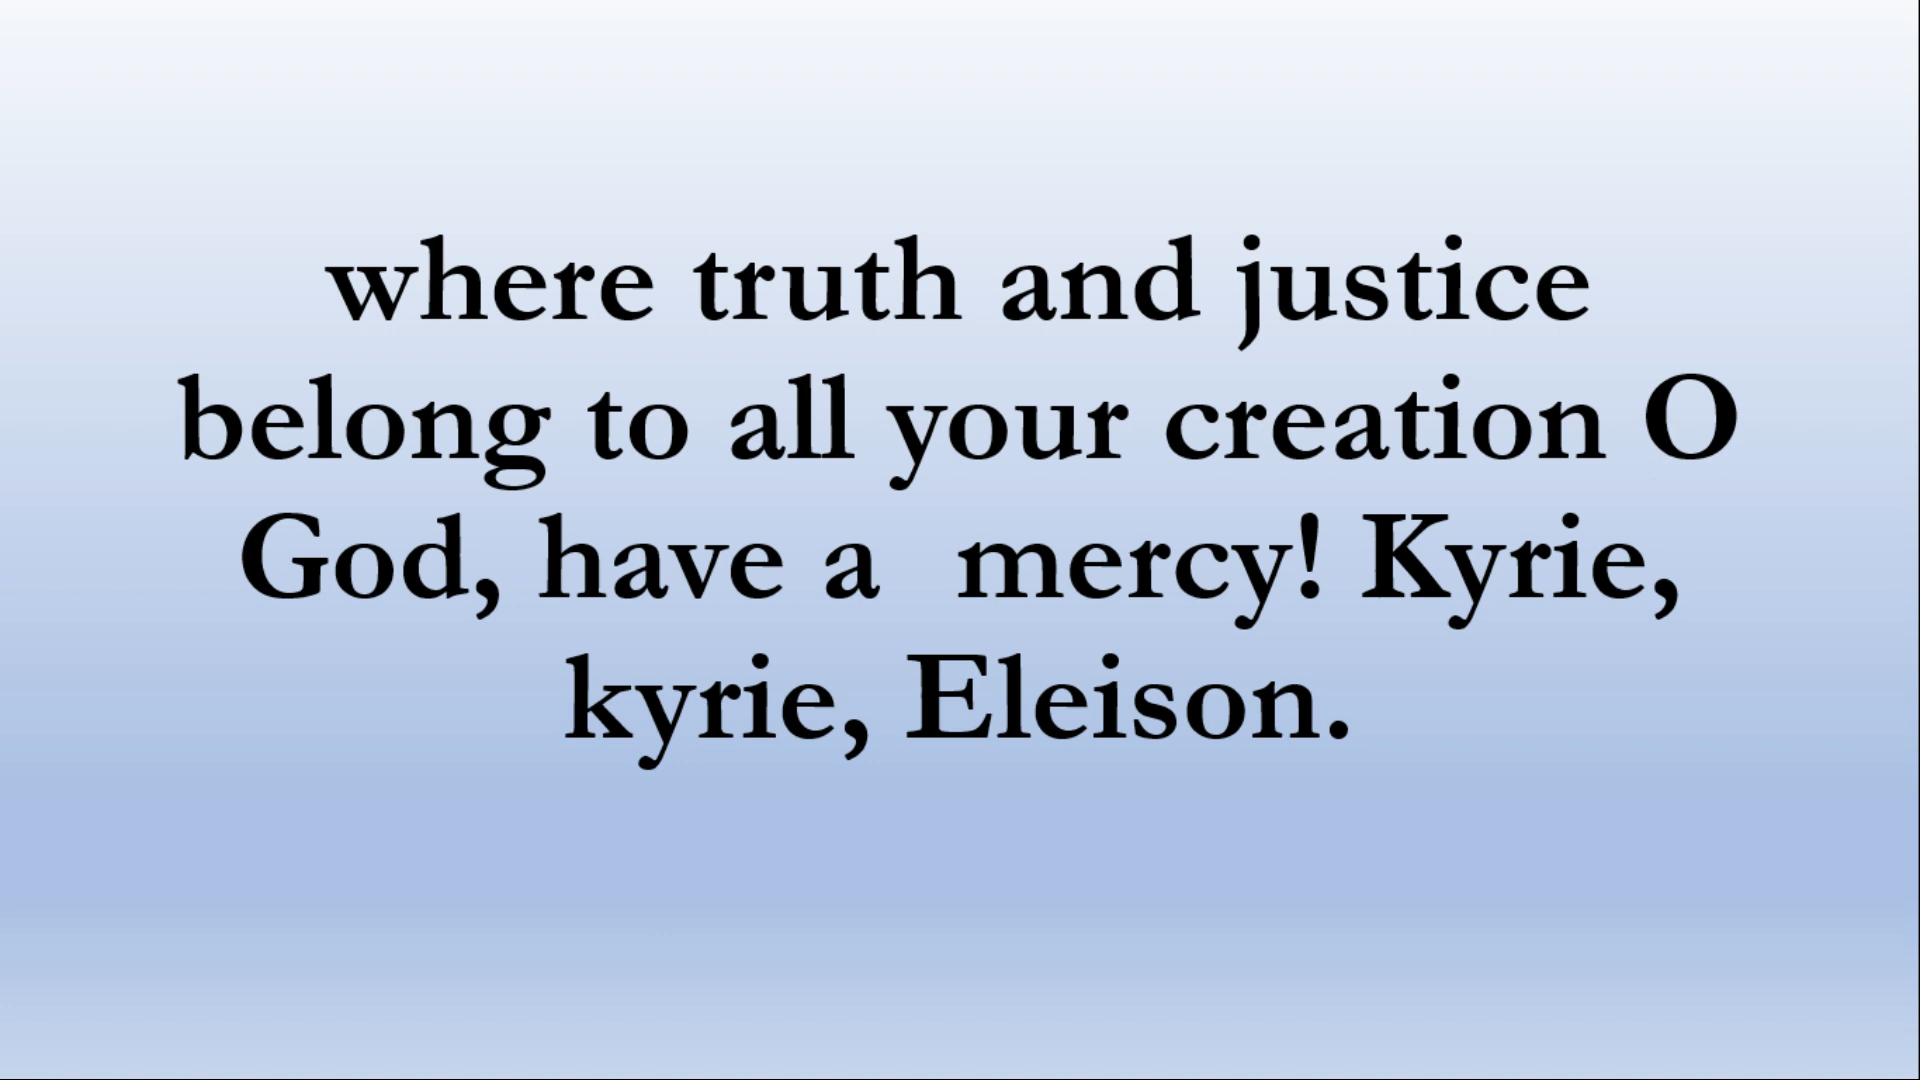 where truth and justice
belong to all your creation O
God, have a  mercy! Kyrie,
kyrie, Eleison.